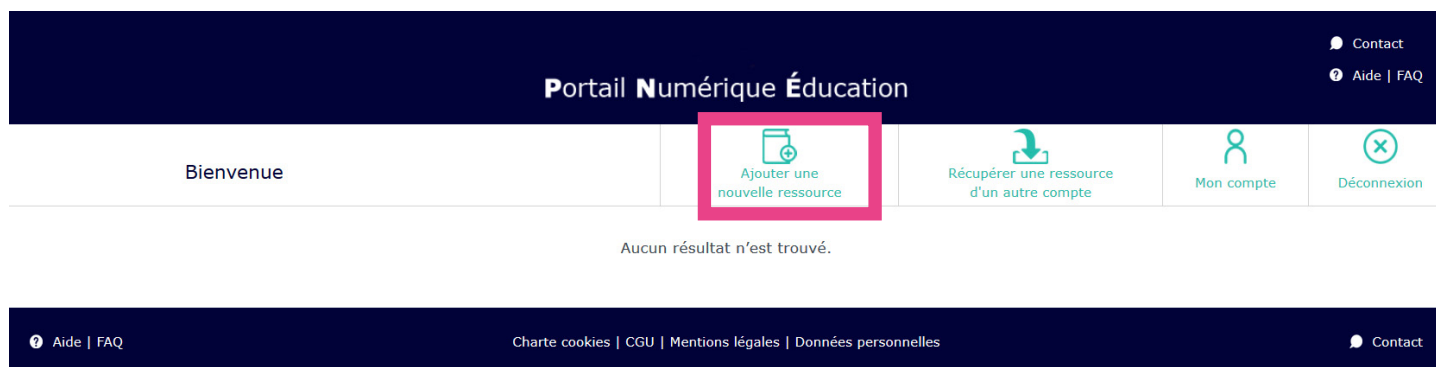 Contact
Aide | FAQ
Portail Numérique Éducation
Bienvenue
Ajouter une
nouvelle ressource
Récupérer une ressource
d'un autre compte
Mon compte
Déconnexion
Aucun résultat n’est trouvé.
Aide | FAQ
Charte cookies | CGU | Mentions légales | Données personnelles
Contact